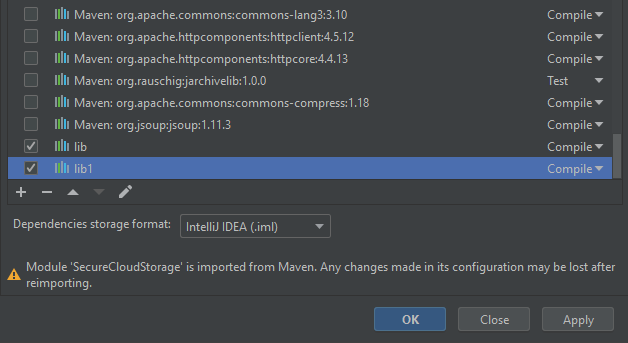 Maven: org.apache.commons:commons-lang3:3.10 Compile
Maven: org.apache.httpcomponents:httpclient:4.5.12 Compile
Maven: org.apache.httpcomponents:httpcore:4.4.13 Compile
Maven: org.rauschig:jarchivelib:1.0.0 Test
Maven: org.apache.commons:commons-compress:1.18 Compile
Maven: org.jsoup:jsoup:1.11.3 Compile
lib Compile
lib1 Compile
Dependencies storage format: IntelliJ IDEA (.iml)
Module 'SecureCloudStorage' is imported from Maven. Any changes made in its configuration may be lost after
reimporting.
OK Close Apply